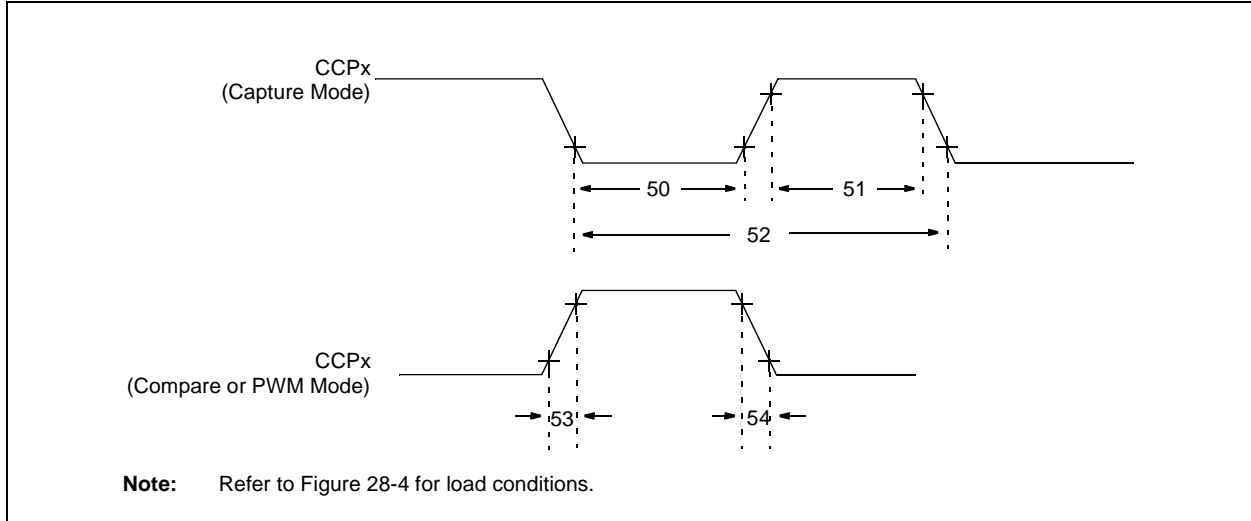 CCPx
(Capture Mode)
50
51
52
CCPx
(Compare or PWM Mode)
53
54
Note: Refer to Figure 28-4 for load conditions.